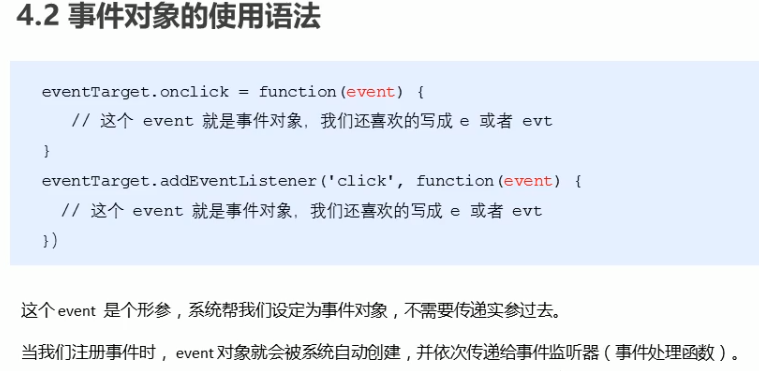 4.2 事件对象的使用语法
eventTarget.onclick = function(event) {
// 这个 event 就是事件对象，我们还喜欢的写成 e 或者 evt
}
eventTarget.addEventListener('click', function(event) {
// 这个 event 就是事件对象，我们还喜欢的写成 e 或者 evt
})
这个 event 是个形参，系统帮我们设定为事件对象，不需要传递实参过去。
当我们注册事件时，event 对象就会被系统自动创建，并依次传递给事件监听器（事件处理函数）。